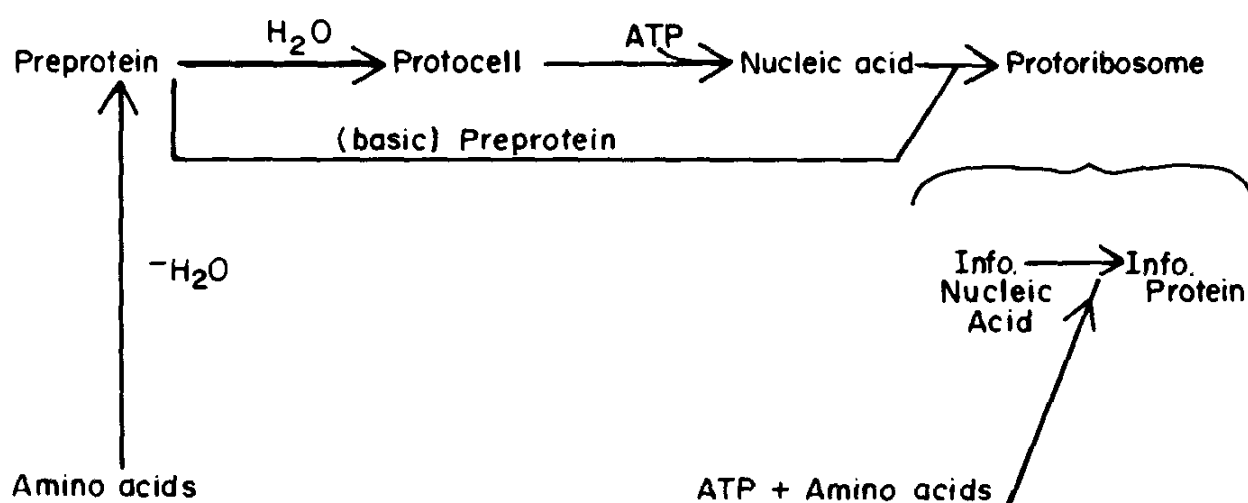 H2O
ATP
Preprotein
Protocell
Nucleic acid
Protoribosome
(basic) Preprotein
-H2O
Info.
Nucleic
Acid
Info.
Protein
Amino acids
ATP + Amino acids